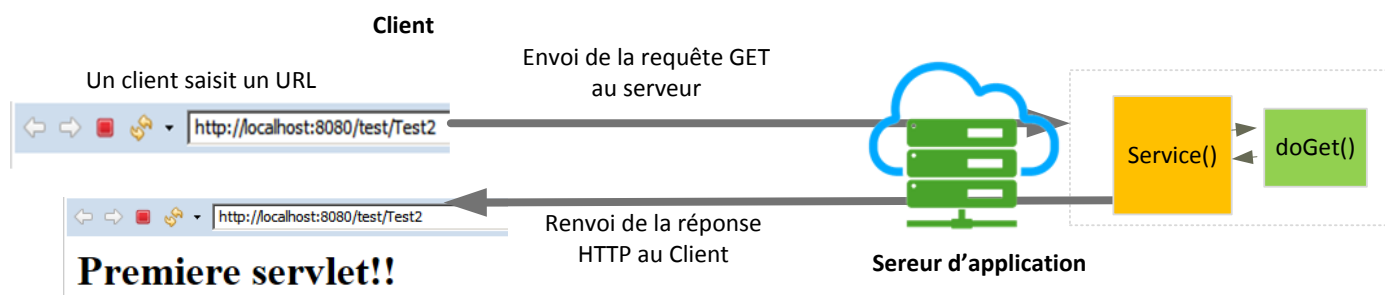 Client
Un client saisit un URL
Envoi de la requête GET
au serveur
http://localhost:8080/test/Test2
Service()
doGet()
http://localhost:8080/test/Test2
Renvoi de la réponse
HTTP au Client
Premiere servlet!!
Sereur d’application